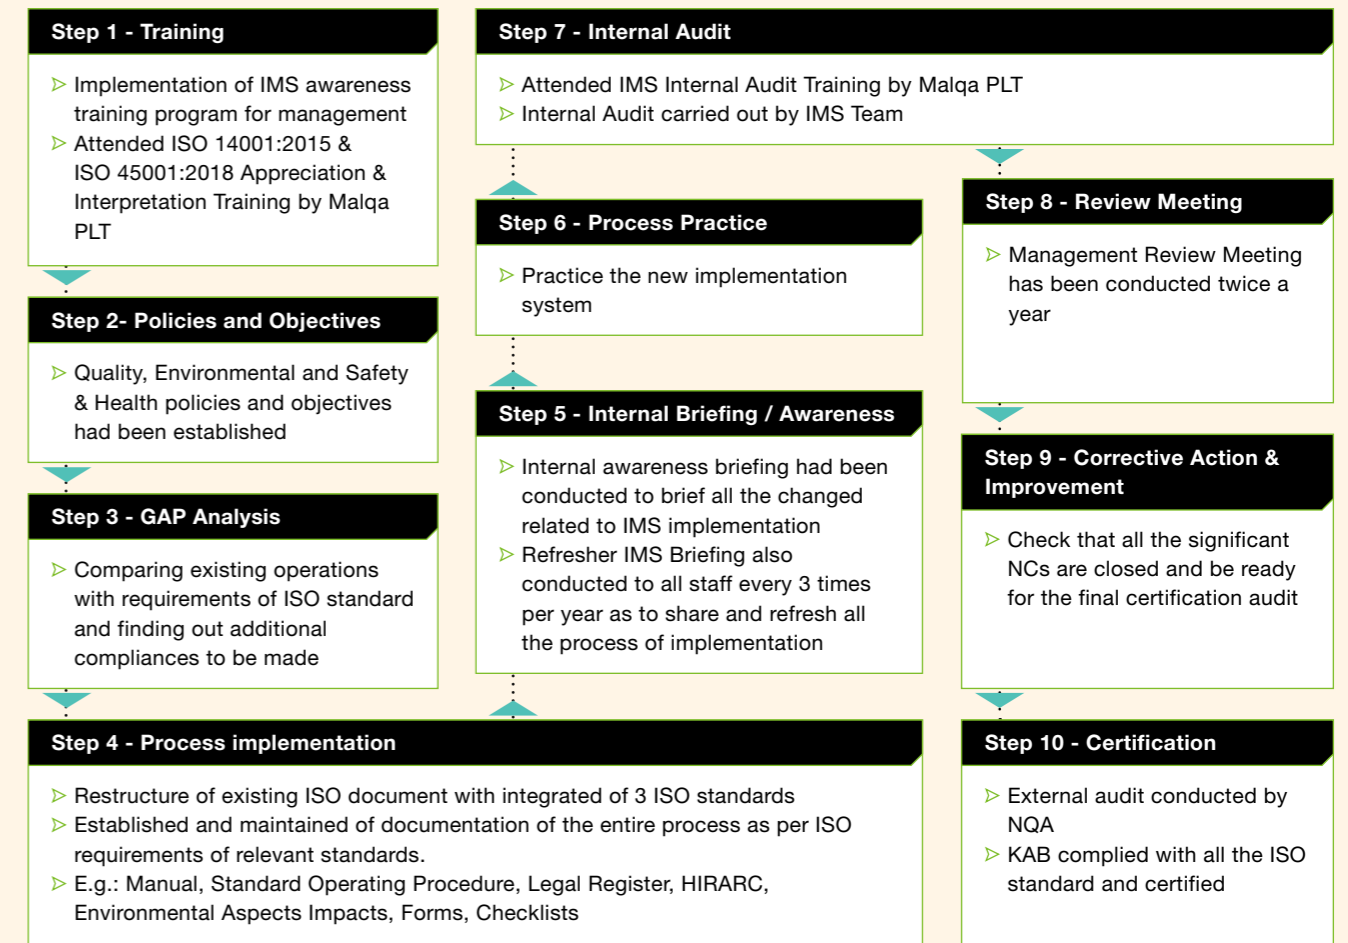 Step 1 - Training
Implementation of IMS awareness
training program for management
Attended ISO 14001:2015 &
ISO 45001:2018 Appreciation &
Interpretation Training by Malqa
PLT
Step 2- Policies and Objectives
Quality, Environmental and Safety
& Health policies and objectives
had been established
Step 3 - GAP Analysis
Comparing existing operations
with requirements of ISO standard
and finding out additional
compliances to be made
Step 4 - Process implementation
Restructure of existing ISO document with integrated of 3 ISO standards
Established and maintained of documentation of the entire process as per ISO
requirements of relevant standards.
E.g.: Manual, Standard Operating Procedure, Legal Register, HIRARC,
Environmental Aspects Impacts, Forms, Checklists
Step 5 - Internal Briefing / Awareness
Internal awareness briefing had been
conducted to brief all the changed
related to IMS implementation
Refresher IMS Briefing also
conducted to all staff every 3 times
per year as to share and refresh all
the process of implementation
Step 6 - Process Practice
Practice the new implementation
system
Step 7 - Internal Audit
Attended IMS Internal Audit Training by Malqa PLT
Internal Audit carried out by IMS Team
Step 8 - Review Meeting
Management Review Meeting
has been conducted twice a
year
Step 9 - Corrective Action &
Improvement
Check that all the significant
NCs are closed and be ready
for the final certification audit
Step 10 - Certification
External audit conducted by
NQA
KAB complied with all the ISO
standard and certified